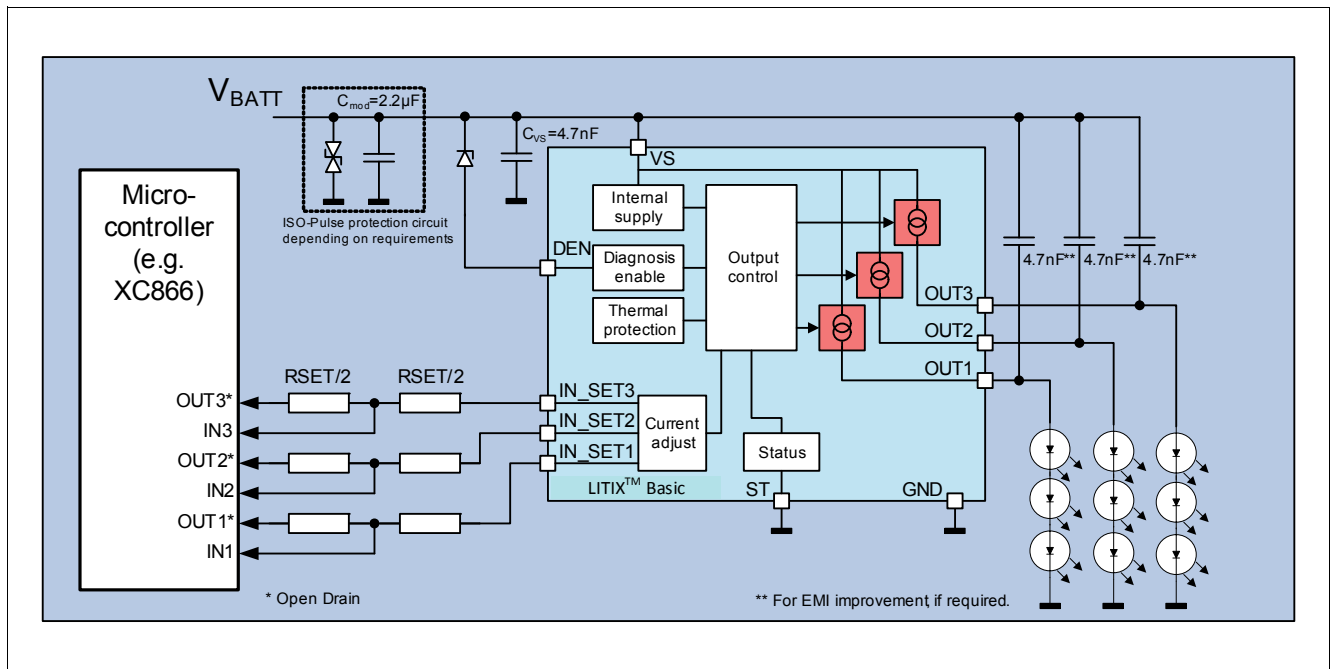 VBATT
Cmod=2.2µF
CVS=4.7nF
ISO-Pulse protection circuit
depending on requirements
Micro-
controller
(e.g.
XC866)
VS
Internal
supply
DEN
Diagnosis
enable
Thermal
protection
Output
control
4.7nF**
4.7nF**
4.7nF**
OUT3
OUT2
OUT1
RSET/2
RSET/2
OUT3*
IN3
OUT2*
IN2
OUT1*
IN1
IN_SET3
IN_SET2
IN_SET1
Current
adjust
Status
LITIX™ Basic
ST
GND
* Open Drain
** For EMI improvement, if required.